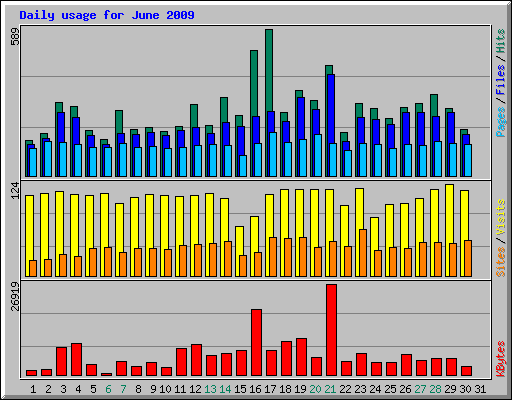 Daily usage for June 2009
589
Pages / Files / Hits
124
Sites / Visits
26919
KBytes
1 2 3 4 5 6 7 8 9 10 11 12 13 14 15 16 17 18 19 20 21 22 23 24 25 26 27 28 29 30 31